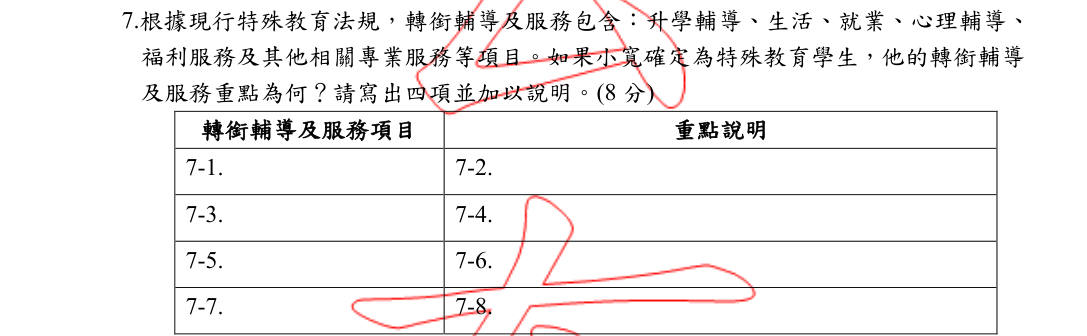 7.根據現行特殊教育法規，轉銜輔導及服務包含：升學輔導、生活、就業、心理輔導、
福利服務及其他相關專業服務等項目。如果小寬確定為特殊教育學生，他的轉銜輔導
及服務重點為何？請寫出四項並加以說明。(8 分)
轉銜輔導及服務項目 重點說明
7-1. 7-2.
7-3. 7-4.
7-5. 7-6.
7-7. 7-8.